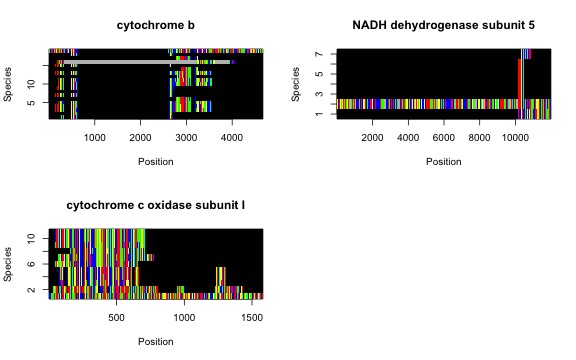 cytochrome b
Species
5
10
1000
2000
3000
4000
Position
NADH dehydrogenase subunit 5
Species
1
3
5
7
2000
4000
6000
8000
10000
Position
cytochrome c oxidase subunit I
Species
2
6
10
500
1000
1500
Position